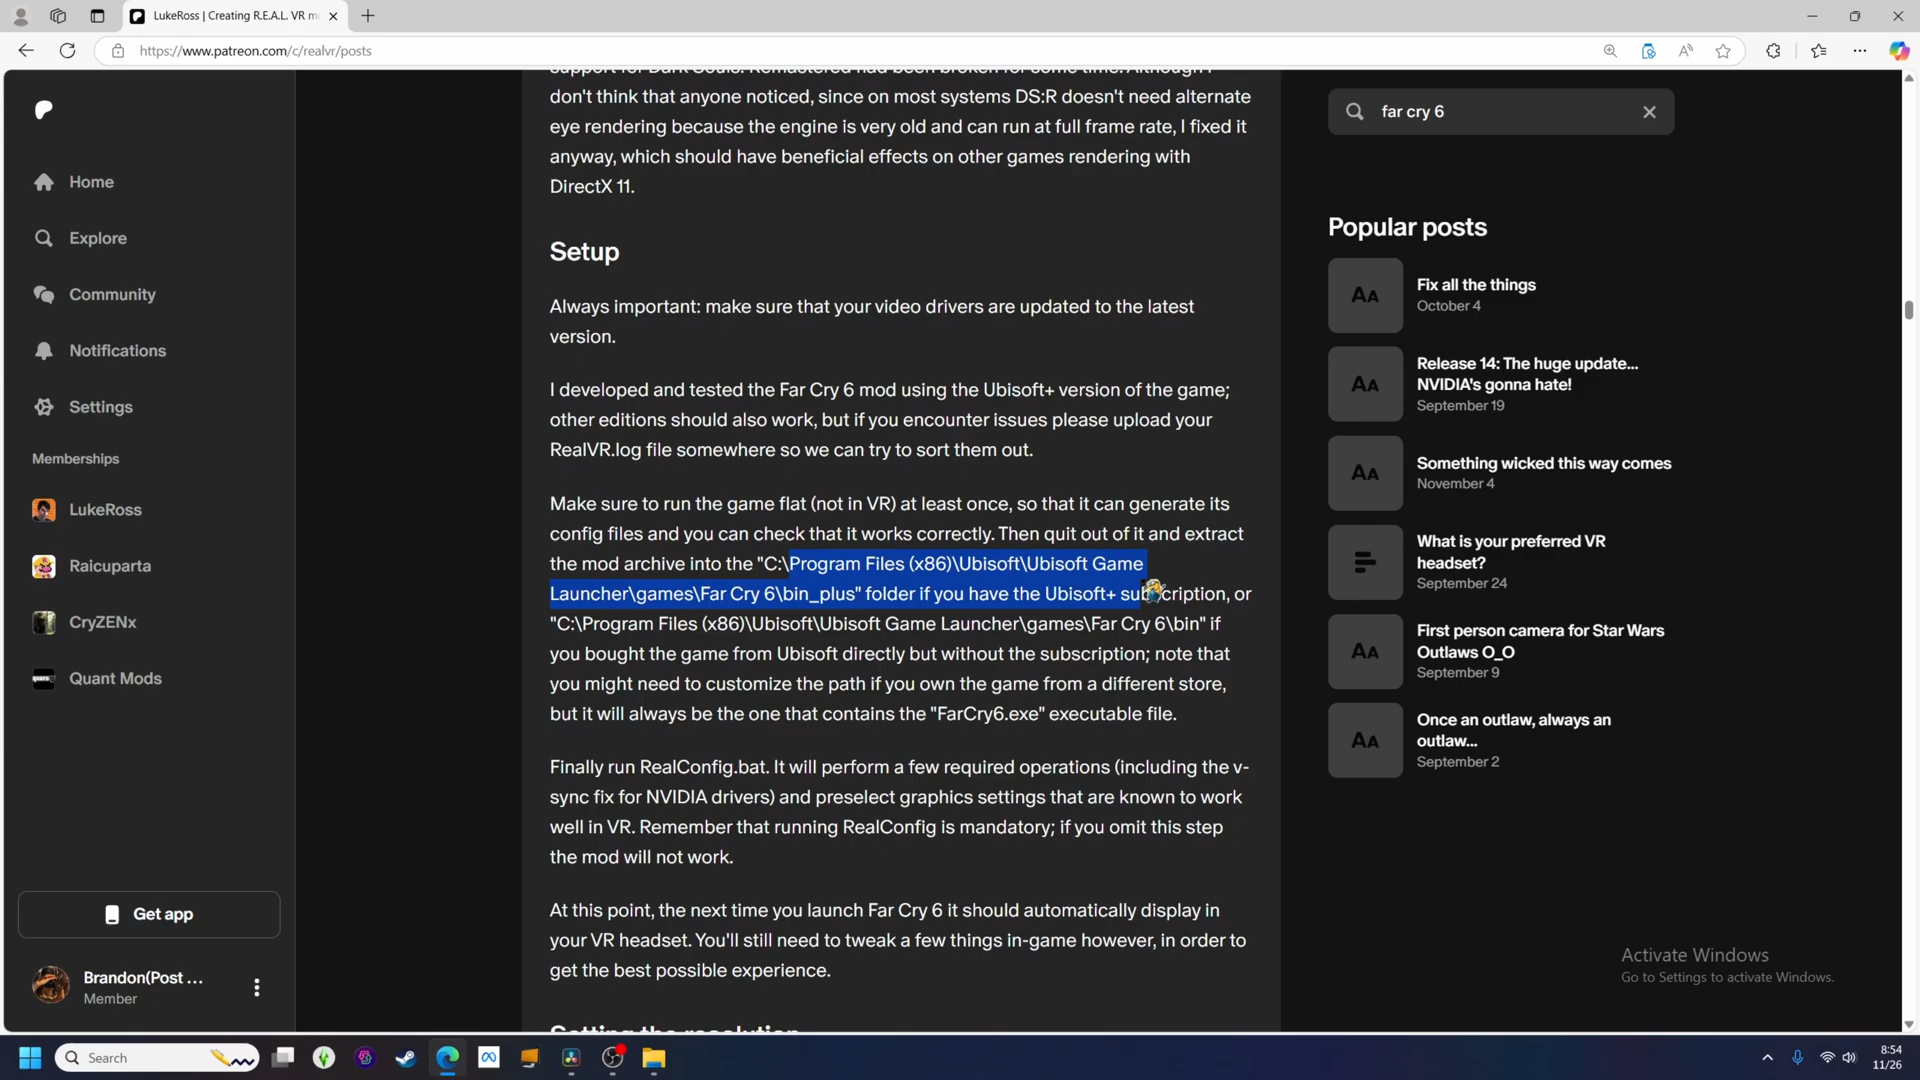 LukeRoss | Creating R.E.A.L. VR m
https://www.patreon.com/c/realvr/posts
Home
Explore
Community
Notifications
Settings
Memberships
LukeRoss
Raicuparta
CryZENx
Quant Mods
Get app
Brandon(Post ...
Member
support for Dark Souls: Remastered had been broken for some time. Although I
don't think that anyone noticed, since on most systems DS:R doesn't need alternate
eye rendering because the engine is very old and can run at full frame rate, I fixed it
anyway, which should have beneficial effects on other games rendering with
DirectX 11.
Setup
Always important: make sure that your video drivers are updated to the latest
version.
I developed and tested the Far Cry 6 mod using the Ubisoft+ version of the game;
other editions should also work, but if you encounter issues please upload your
RealVR.log file somewhere so we can try to sort them out.
Make sure to run the game flat (not in VR) at least once, so that it can generate its
config files and you can check that it works correctly. Then quit out of it and extract
the mod archive into the "C:\Program Files (x86)\Ubisoft\Ubisoft Game
Launcher\games\Far Cry 6\bin_plus" folder if you have the Ubisoft+ subscription, or
"C:\Program Files (x86)\Ubisoft\Ubisoft Game Launcher\games\Far Cry 6\bin" if
you bought the game from Ubisoft directly but without the subscription; note that
you might need to customize the path if you own the game from a different store,
but it will always be the one that contains the "FarCry6.exe" executable file.
Finally run RealConfig.bat. It will perform a few required operations (including the v-
sync fix for NVIDIA drivers) and preselect graphics settings that are known to work
well in VR. Remember that running RealConfig is mandatory; if you omit this step
the mod will not work.
At this point, the next time you launch Far Cry 6 it should automatically display in
your VR headset. You'll still need to tweak a few things in-game however, in order to
get the best possible experience.
Setting the resolution
far cry 6
Popular posts
AA
Fix all the things
October 4
AA
Release 14: The huge update...
NVIDIA's gonna hate!
September 19
AA
Something wicked this way comes
November 4
What is your preferred VR
headset?
September 24
AA
First person camera for Star Wars
Outlaws O_O
September 9
AA
Once an outlaw, always an
outlaw...
September 2
Activate Windows
Go to Settings to activate Windows.
Search
8:54
11/26